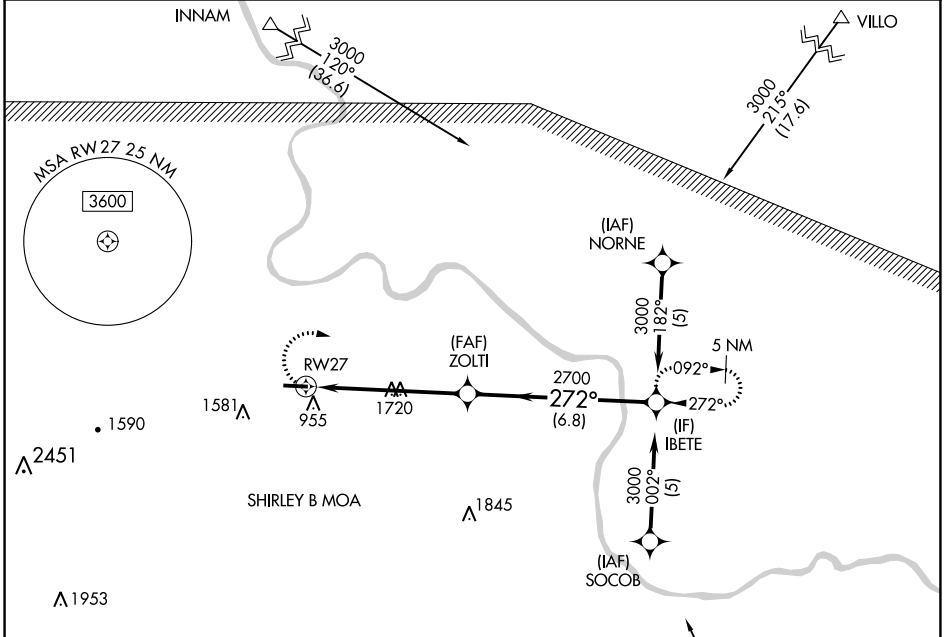 INNAM
3000
120°
(36.6)
VILLO
3000
215°
(17.6)
MSA RW27 25 NM
3600
(IAF)
NORNE
3000
182°
(5)
(FAF)
ZOLTI
RW27
5 NM
092°
272°
2700
272°
(6.8)
(IF)
IBETE
1581
955
1720
1590
2451
SHIRLEY B MOA
1845
3000
002°
(5)
(IAF)
SOCOB
1953